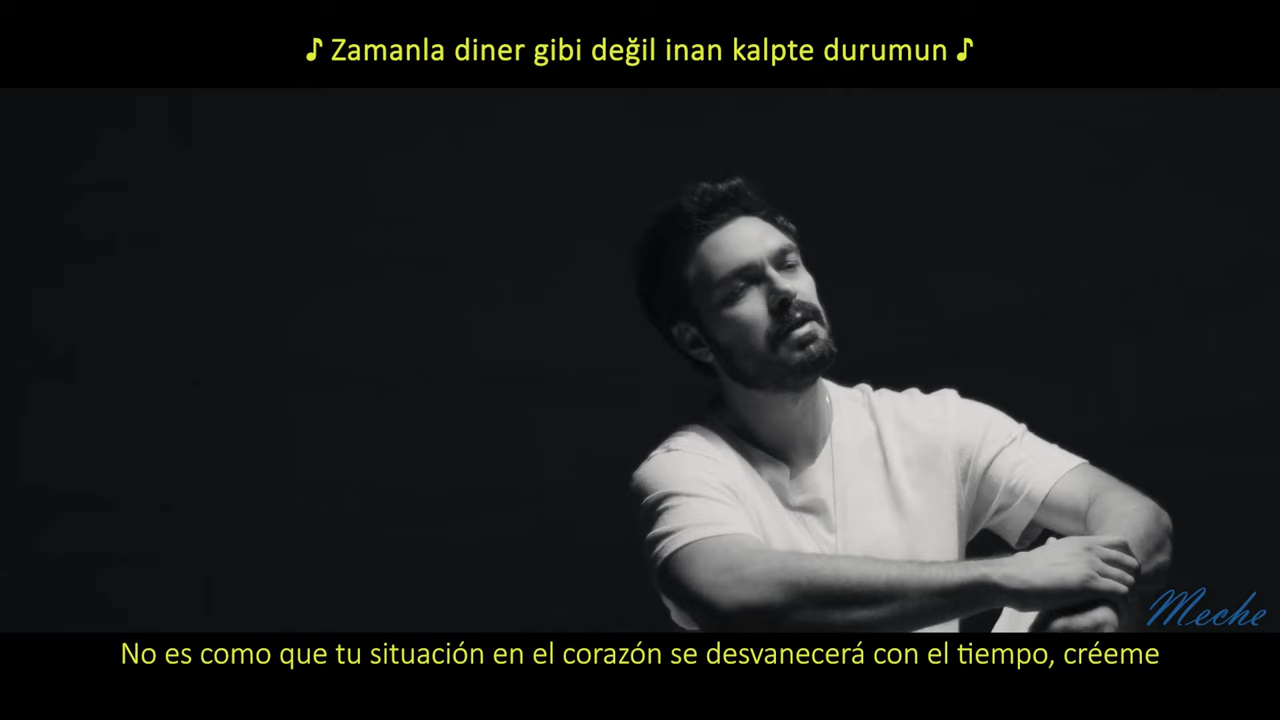 ♪ Zamanla diner gibi değil inan kalpte durumun ♪
Meche
No es como que tu situación en el corazón se desvanecerá con el tiempo, créeme